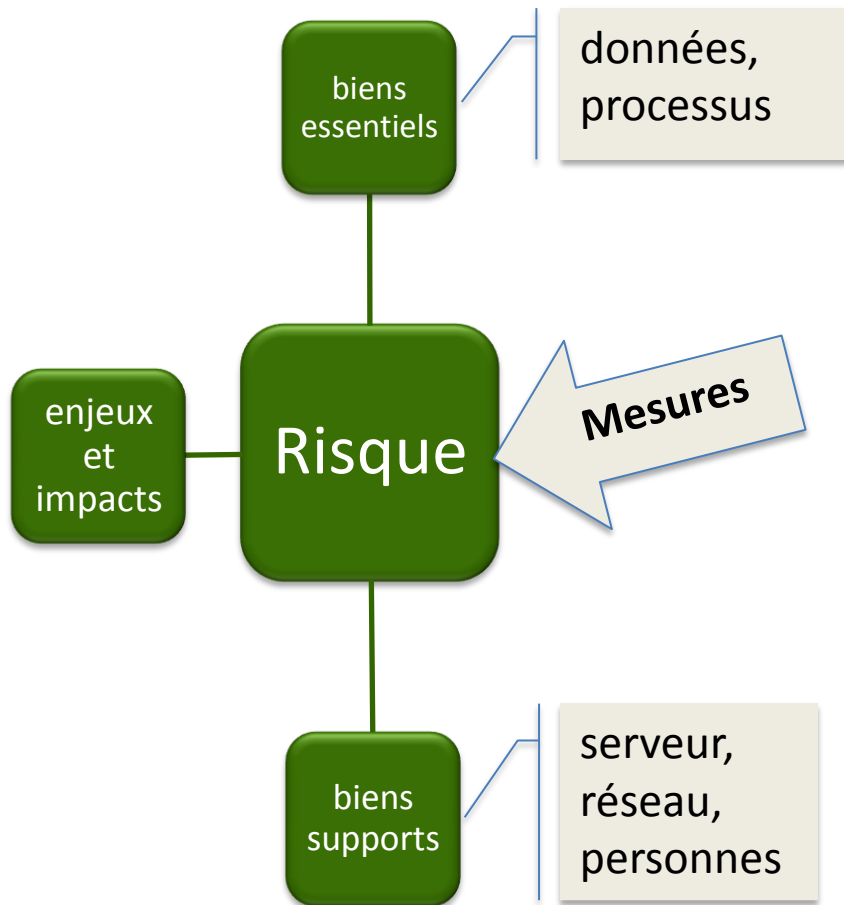 biens
essentiels
données,
processus
enjeux
et
impacts
Risque
Mesures
biens
supports
serveur,
réseau,
personnes